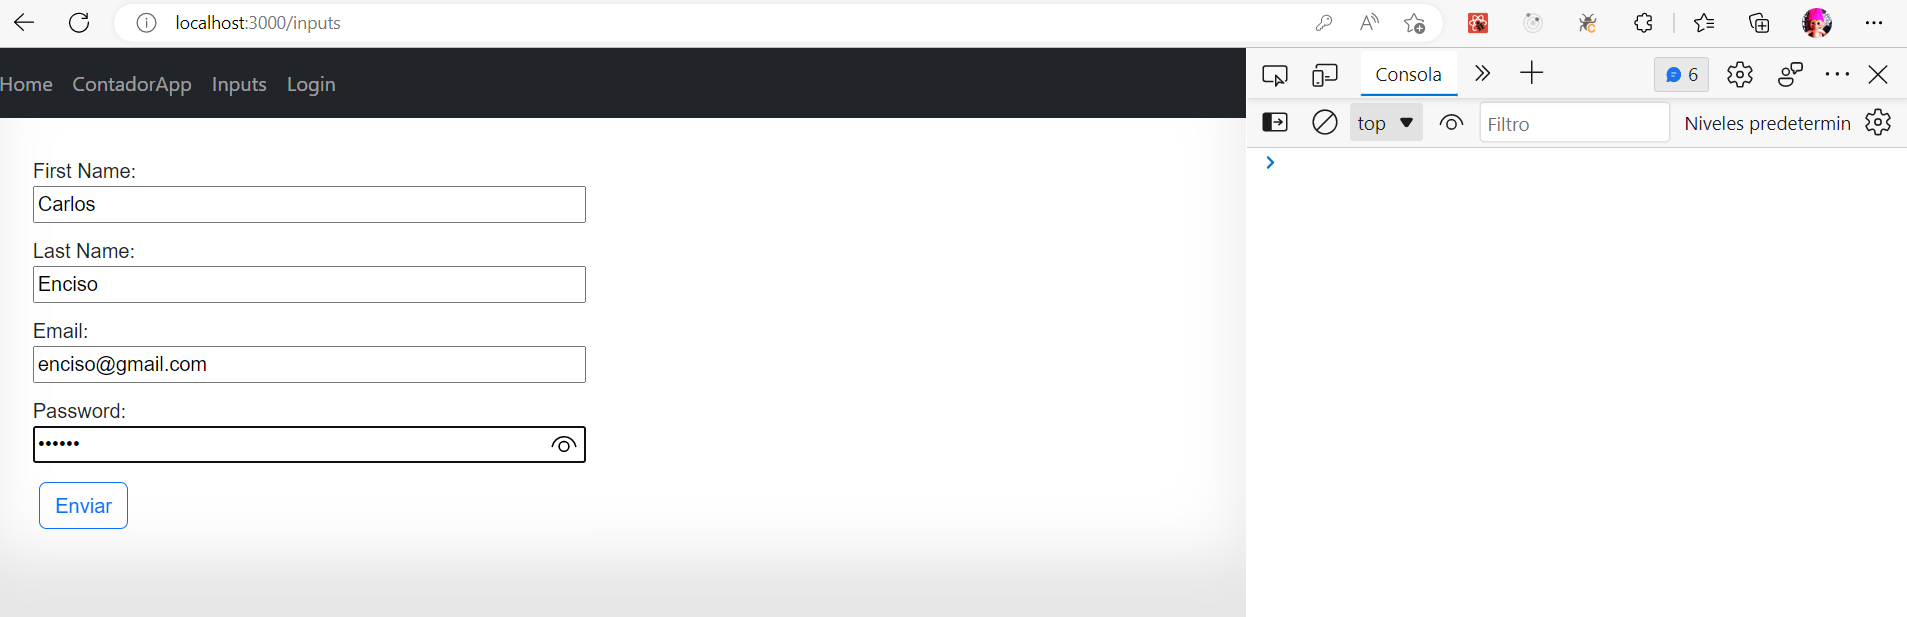 localhost:3000/inputs
Home ContadorApp Inputs Login
Consola
6
top
Filtro
Niveles predetermin
First Name:
Carlos
Last Name:
Enciso
Email:
enciso@gmail.com
Password:
••••••
Enviar